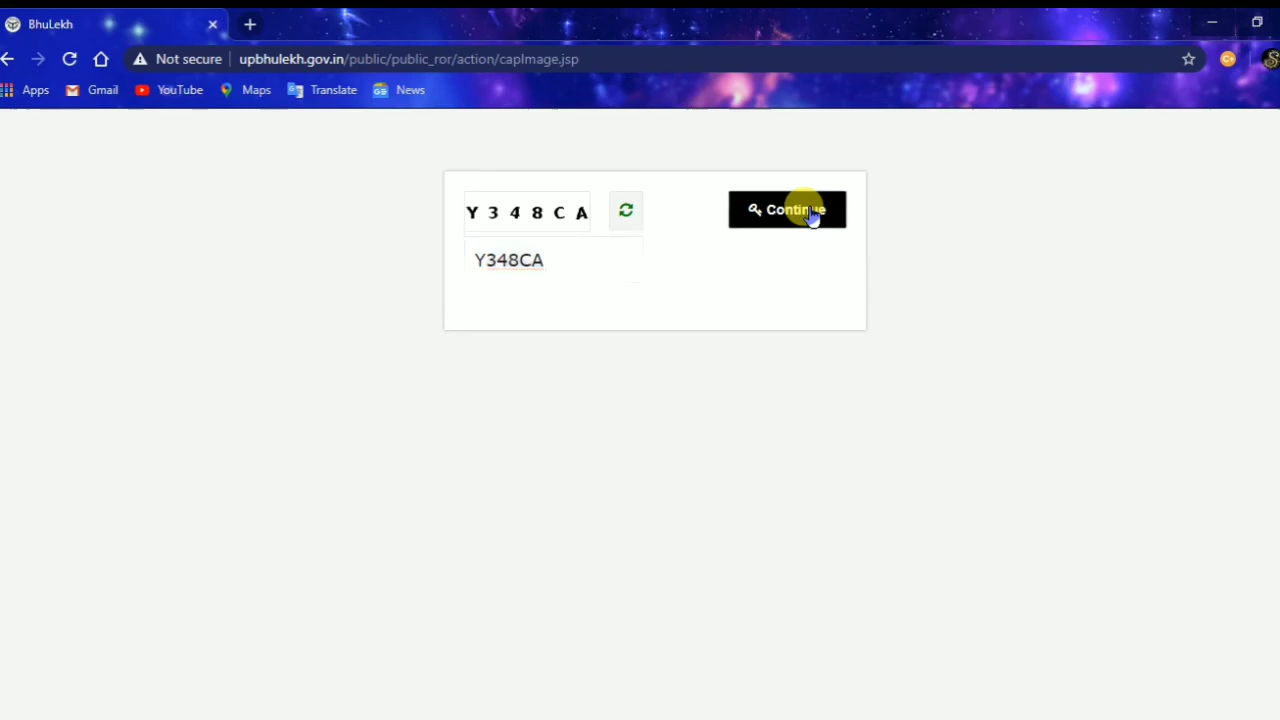 BhuLekh
Not secure upbhulekh.gov.in/public/public_ror/action/capImage.jsp
Apps Gmail YouTube Maps Translate News
Y 3 4 8 C A Continue
Y348CA